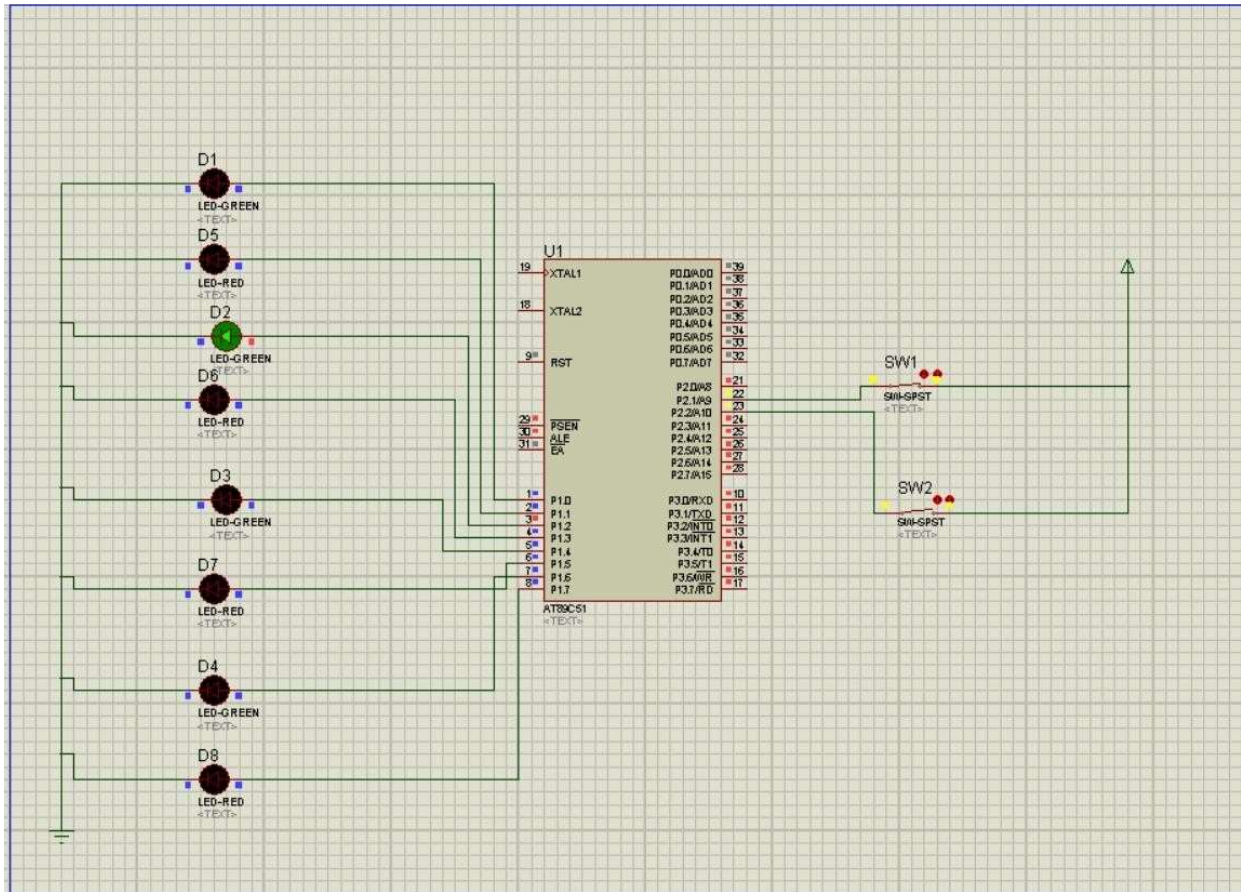 D1
LED-GREEN
<TEXT>
D5
LED-RED
<TEXT>
D2
LED-GREEN
<TEXT>
D6
LED-RED
<TEXT>
D3
LED-GREEN
<TEXT>
D7
LED-RED
<TEXT>
D4
LED-GREEN
<TEXT>
D8
LED-RED
<TEXT>
U1
19 XTAL1
18 XTAL2
9 RST
29 PSEN
30 ALE
31 EA
1 P1.0
2 P1.1
3 P1.2
4 P1.3
5 P1.4
6 P1.5
7 P1.6
8 P1.7
P0.0/AD0 39
P0.1/AD1 38
P0.2/AD2 37
P0.3/AD3 36
P0.4/AD4 35
P0.5/AD5 34
P0.6/AD6 33
P0.7/AD7 32
P2.0/A8 21
P2.1/A9 22
P2.2/A10 23
P2.3/A11 24
P2.4/A12 25
P2.5/A13 26
P2.6/A14 27
P2.7/A15 28
P3.0/RXD 10
P3.1/TXD 11
P3.2/INT0 12
P3.3/INT1 13
P3.4/T0 14
P3.5/T1 15
P3.6/WR 16
P3.7/RD 17
AT89C51
<TEXT>
SW1
SW-SPST
<TEXT>
SW2
SW-SPST
<TEXT>